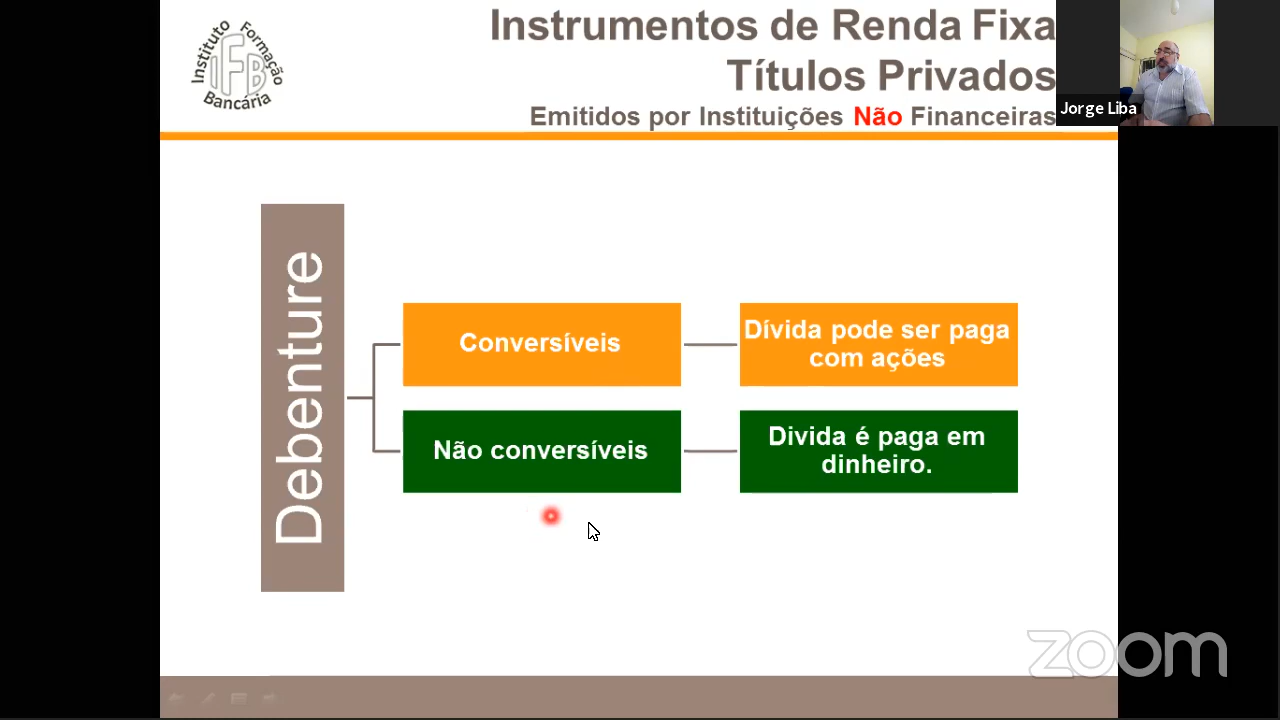 Instituto Formação
IFB
Bancária
Instrumentos de Renda Fixa
Títulos Privados
Emitidos por Instituições Não Financeiras
Jorge Liba
Debenture
Conversíveis
Dívida pode ser paga
com ações
Não conversíveis
Divida é paga em
dinheiro.
zoom